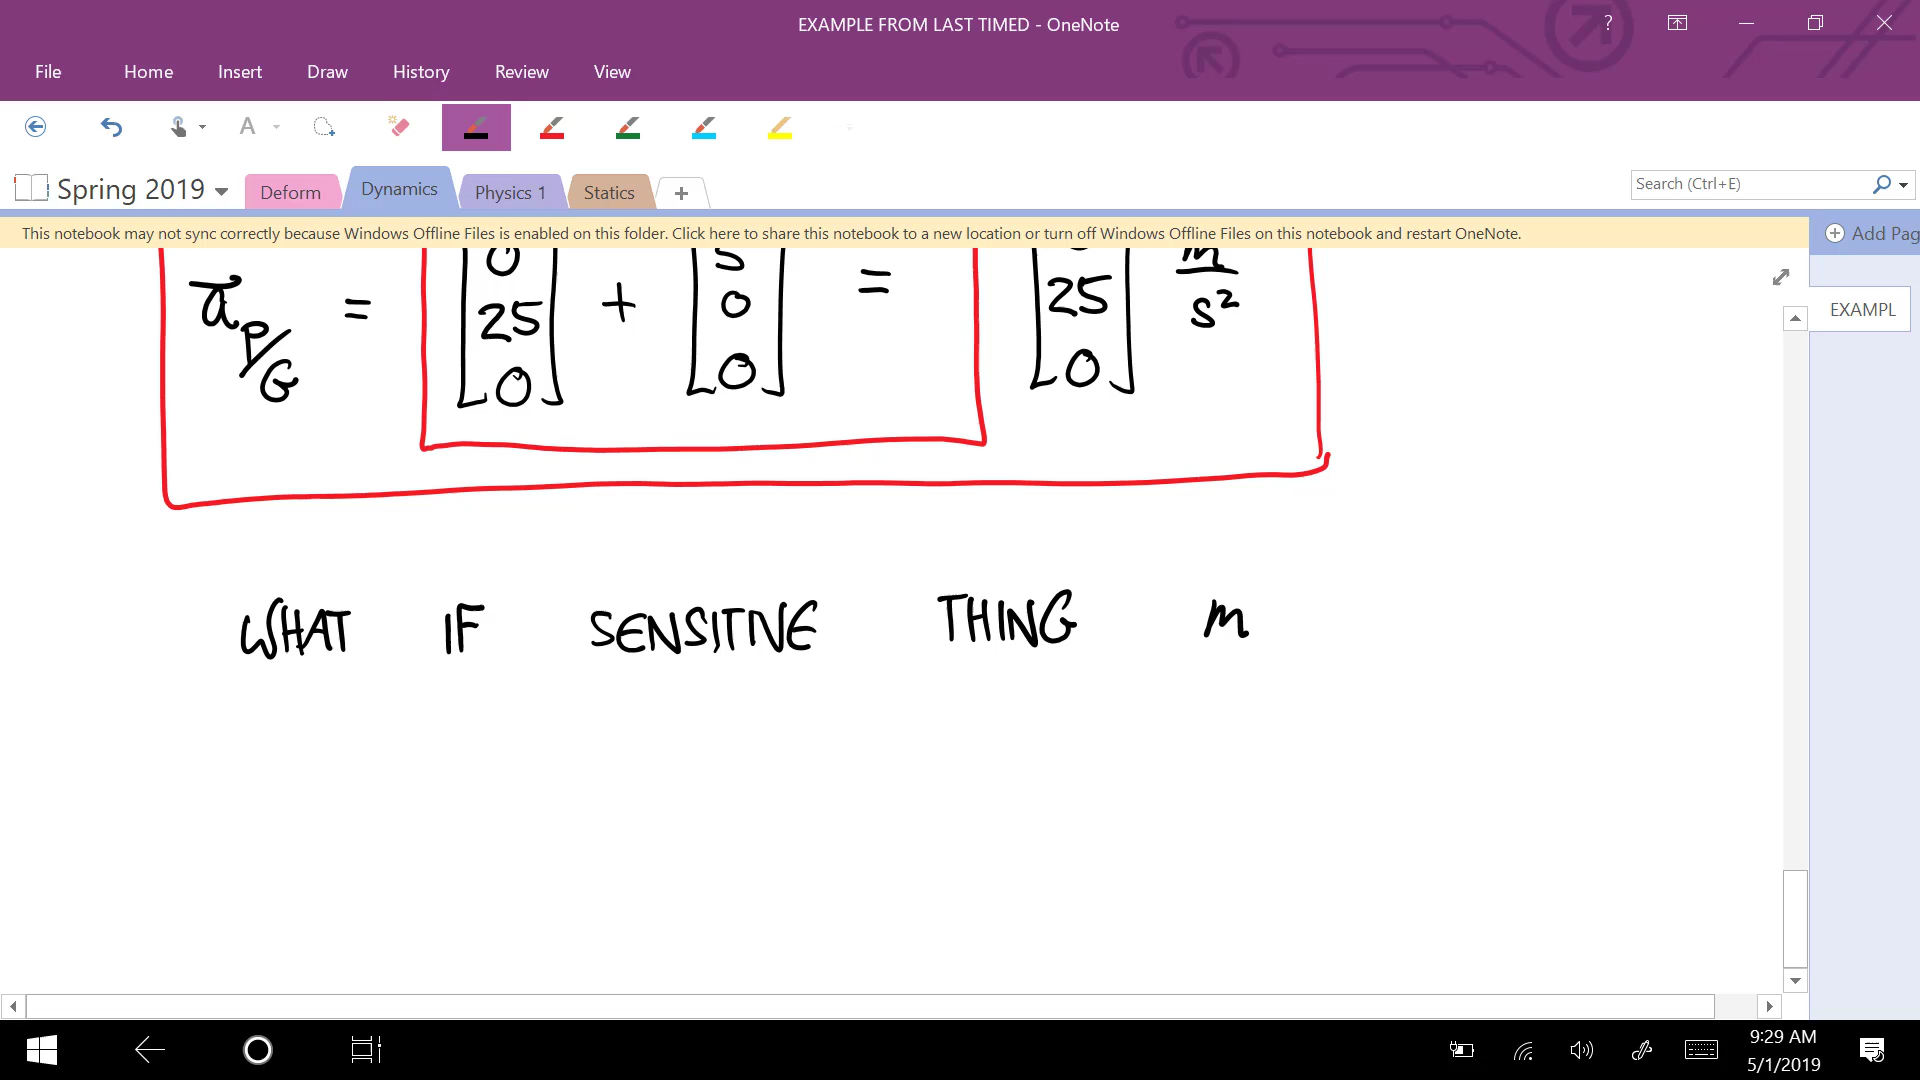 EXAMPLE FROM LAST TIMED - OneNote ?
File Home Insert Draw History Review View
A
Spring 2019 Deform Dynamics Physics 1 Statics + Search (Ctrl+E)
This notebook may not sync correctly because Windows Offline Files is enabled on this folder. Click here to share this notebook to a new location or turn off Windows Offline Files on this notebook and restart OneNote. Add Pag
EXAMPL
0 5 m
a P/G = 25 + 0 = 25 s²
0 0 0
WHAT IF SENSITIVE THING m
9:29 AM
5/1/2019